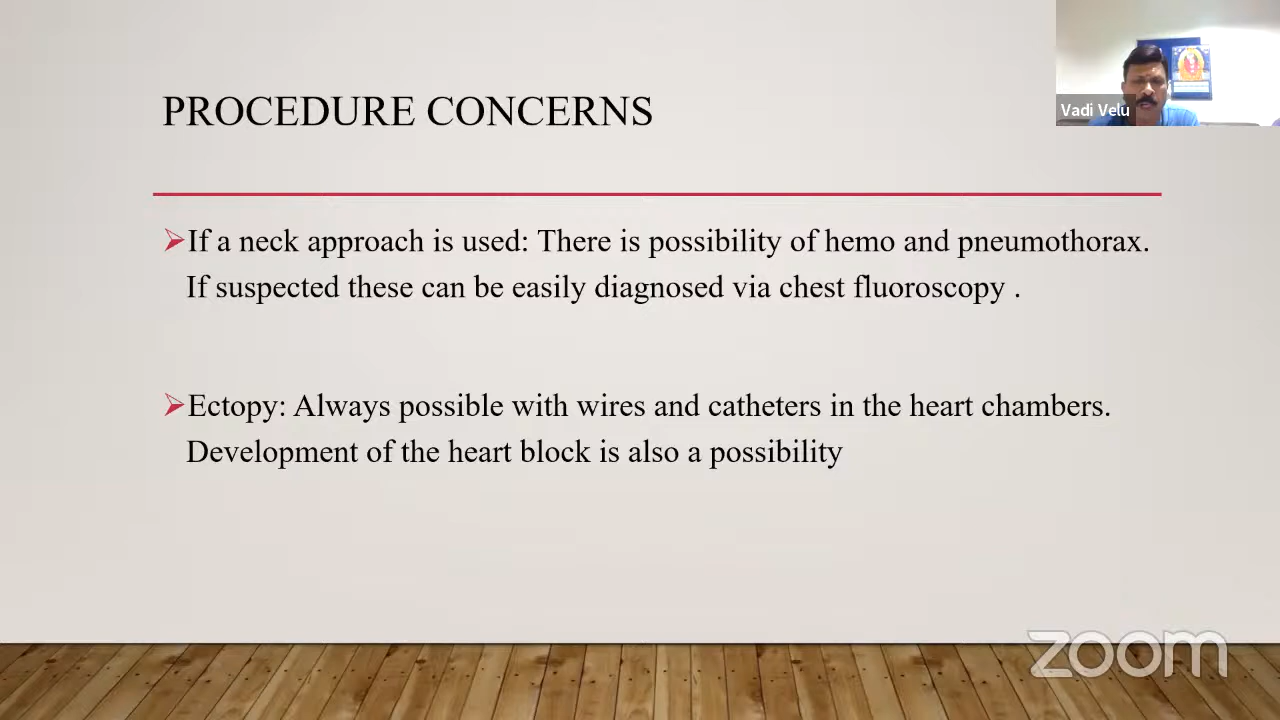 PROCEDURE CONCERNS
Vadi Velu
➢If a neck approach is used: There is possibility of hemo and pneumothorax.
If suspected these can be easily diagnosed via chest fluoroscopy .
➢Ectopy: Always possible with wires and catheters in the heart chambers.
Development of the heart block is also a possibility
zoom